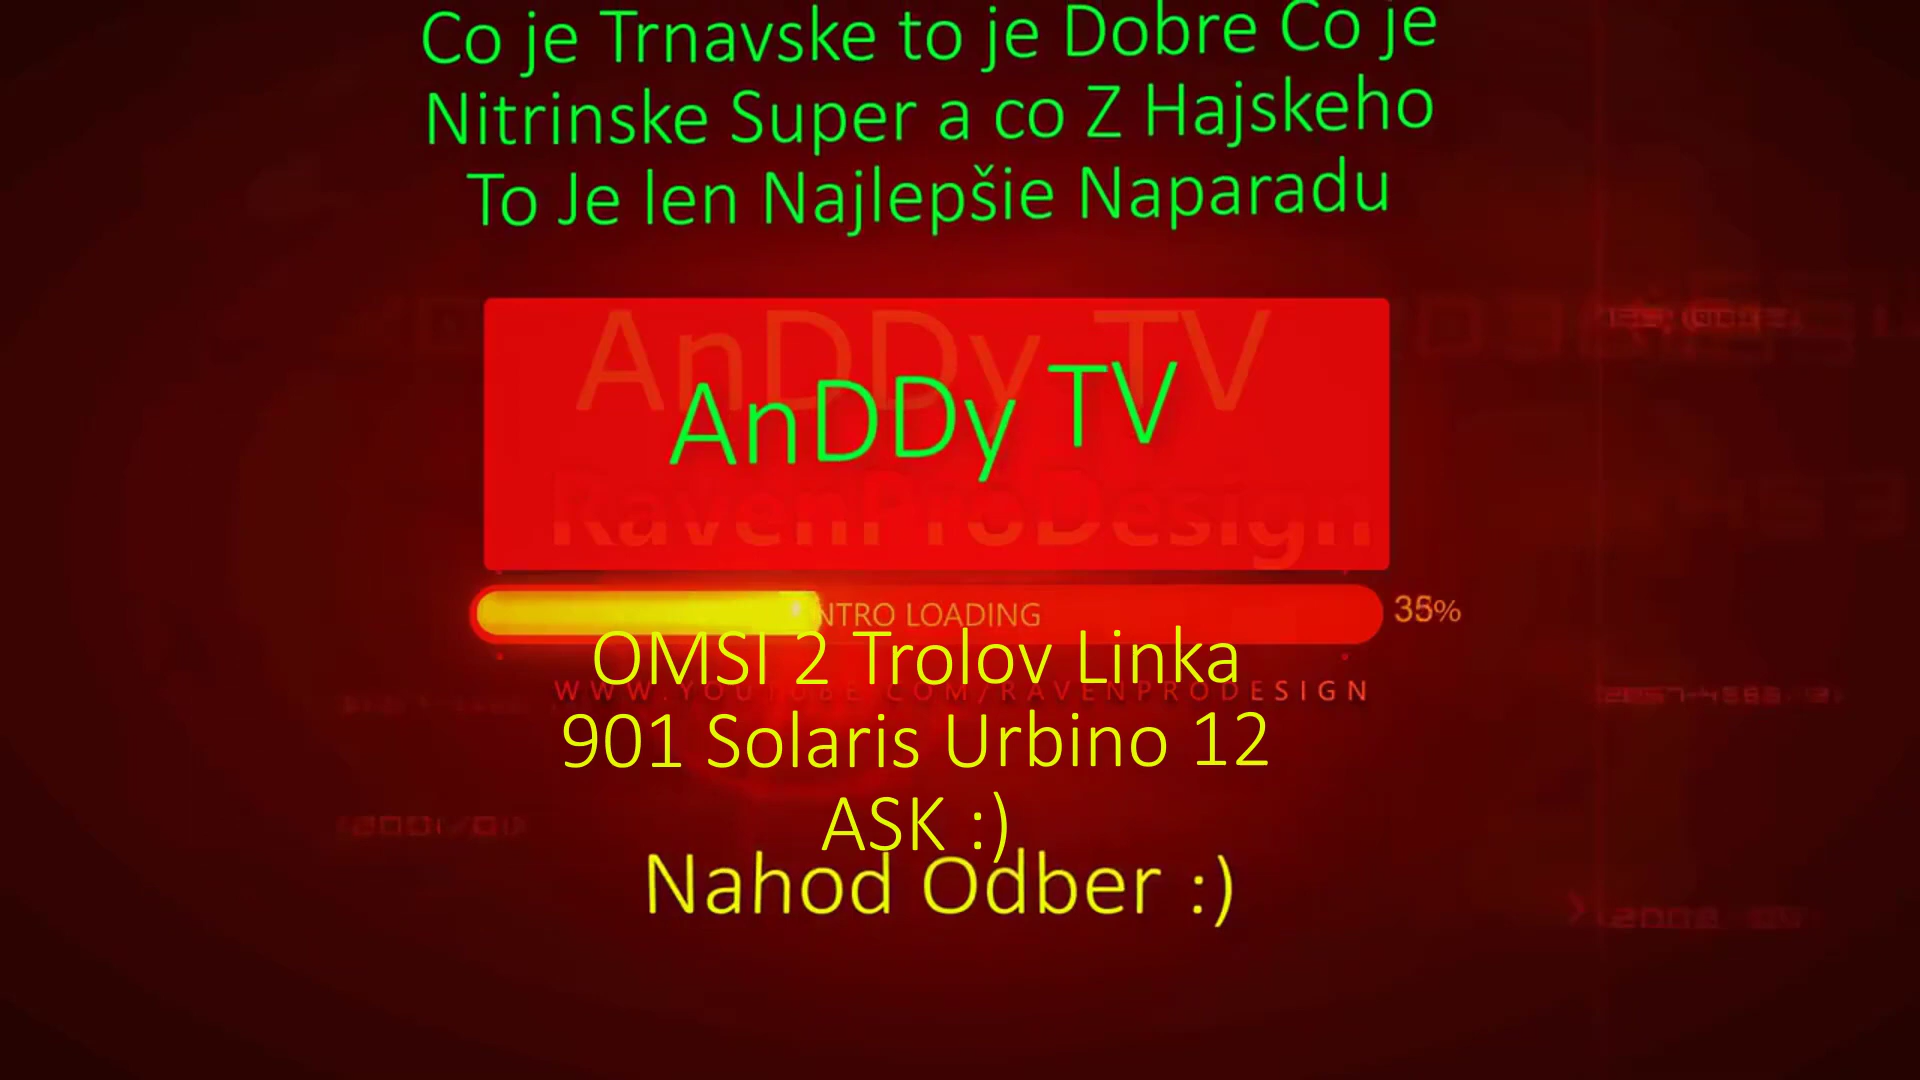 Co je Trnavske to je Dobre Co je
Nitrinske Super a co Z Hajskeho
To Je len Najlepšie Naparadu
AnDDy TV
AnDDy TV
RavenProDesign
INTRO LOADING
35%
OMSI 2 Trolov Linka
WWW.YOUTUBE.COM/RAVENPRODESIGN
901 Solaris Urbino 12
ASK :)
Nahod Odber :)